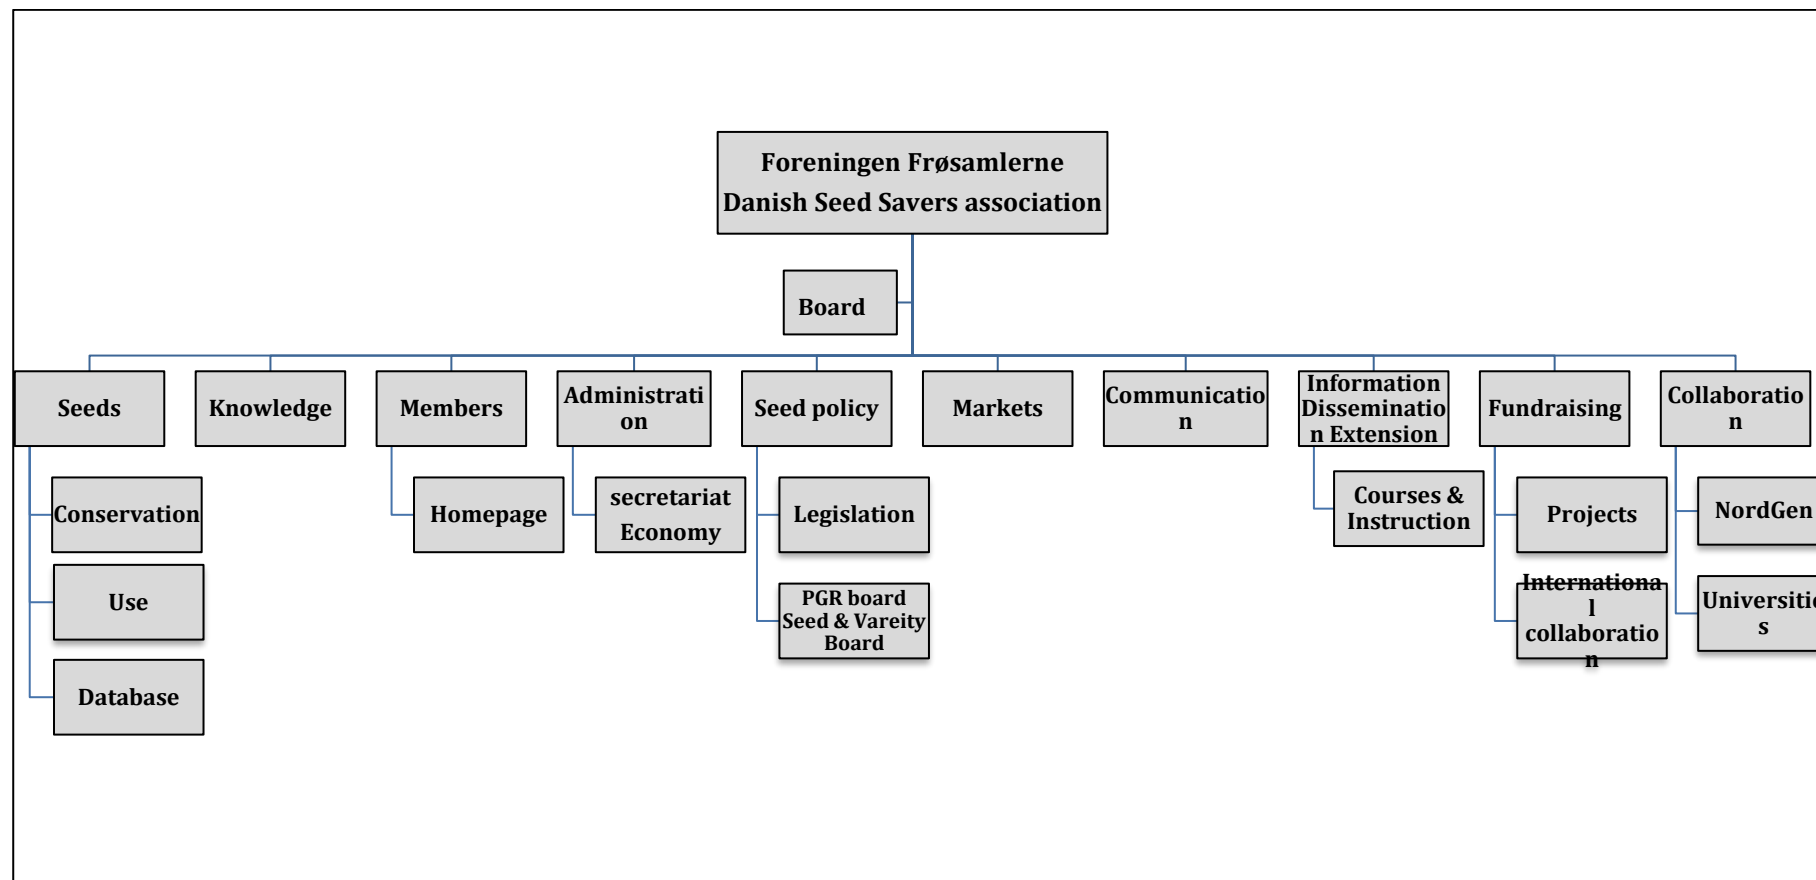 Foreningen Frøsamlerne
Danish Seed Savers association
Board
Seeds
Knowledge
Members
Administrati
on
Seed policy
Markets
Communicatio
n
Information
Disseminatio
n Extension
Fundraising
Collaboratio
n
Conservation
Use
Database
Homepage
secretariat
Economy
Legislation
PGR board
Seed & Vareity
Board
Courses &
Instruction
Projects
Internationa
l
collaboratio
n
NordGen
Universitie
s